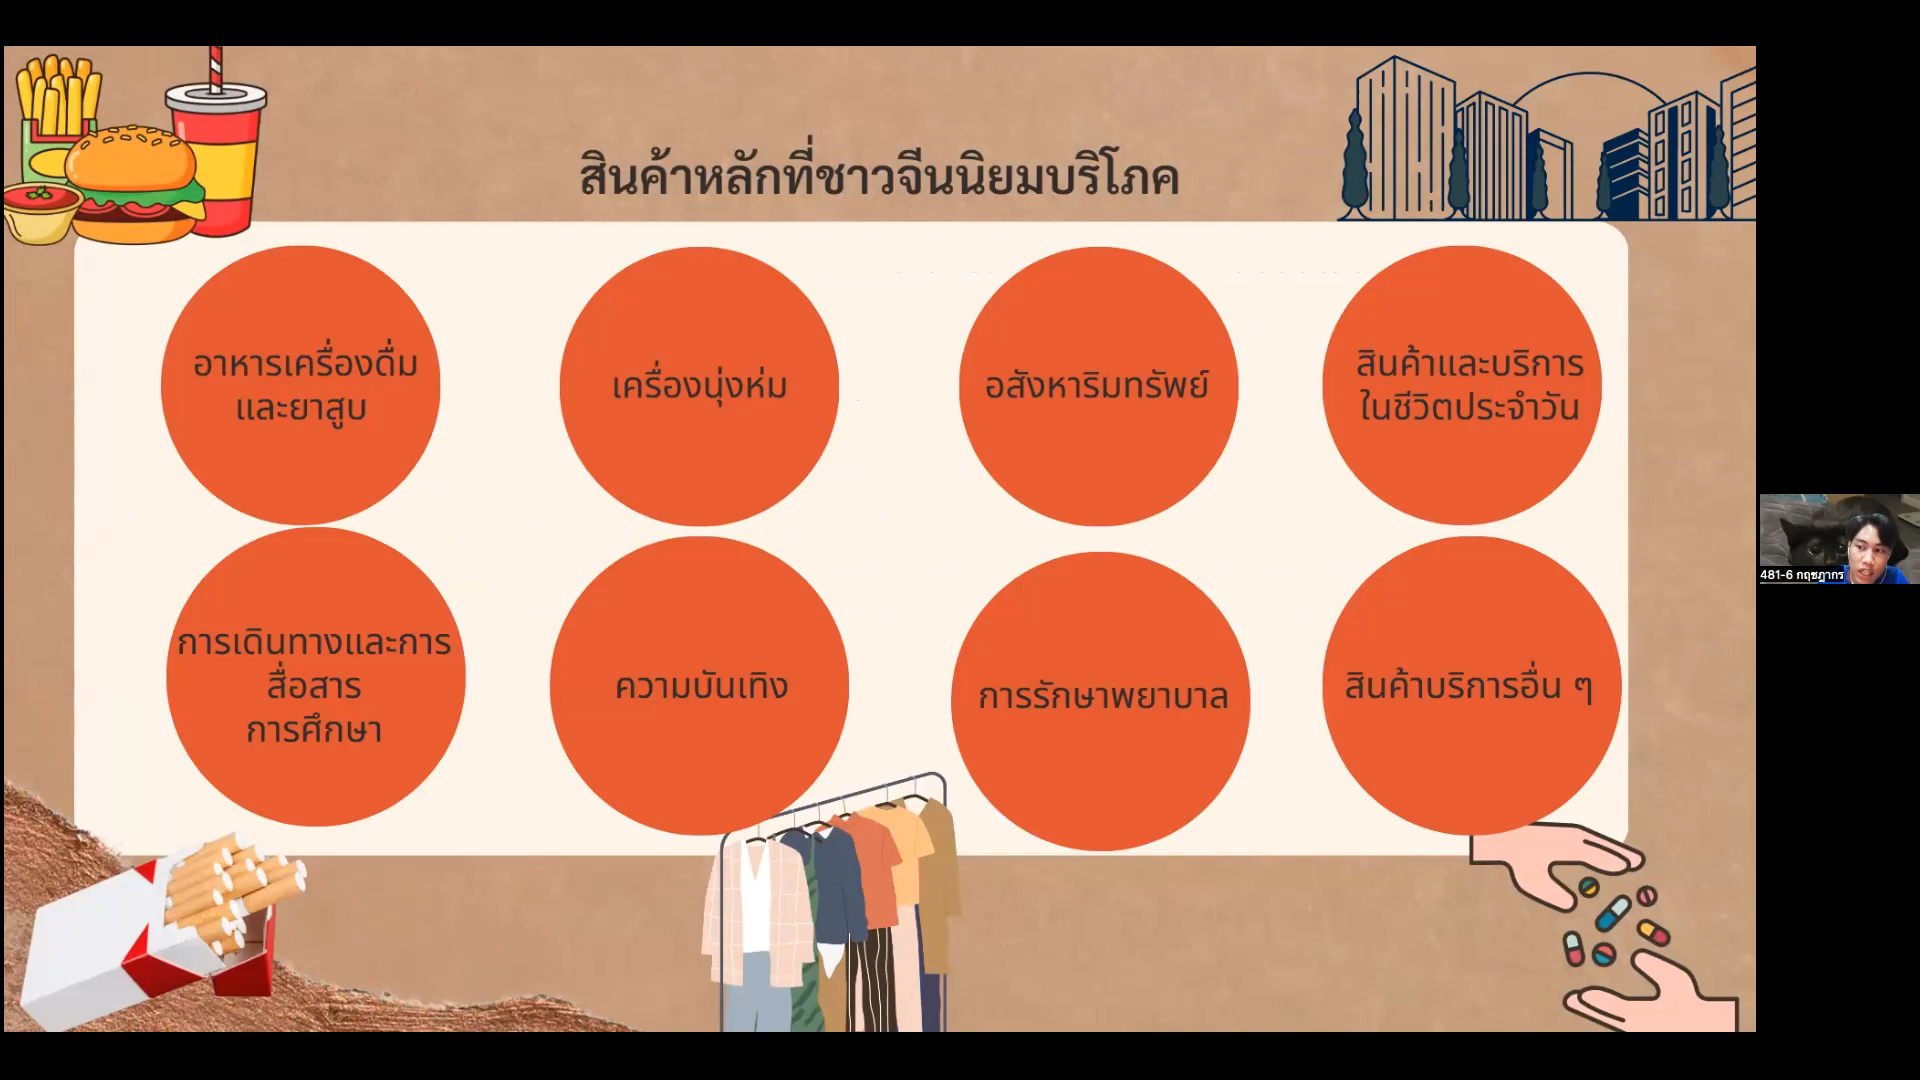 สินค้าหลักที่ชาวจีนนิยมบริโภค
อาหารเครื่องดื่ม
และยาสูบ
เครื่องนุ่งห่ม
อสังหาริมทรัพย์
สินค้าและบริการ
ในชีวิตประจำวัน
การเดินทางและการ
สื่อสาร
การศึกษา
ความบันเทิง
การรักษาพยาบาล
สินค้าบริการอื่น ๆ
481-6 กฤชฎากร